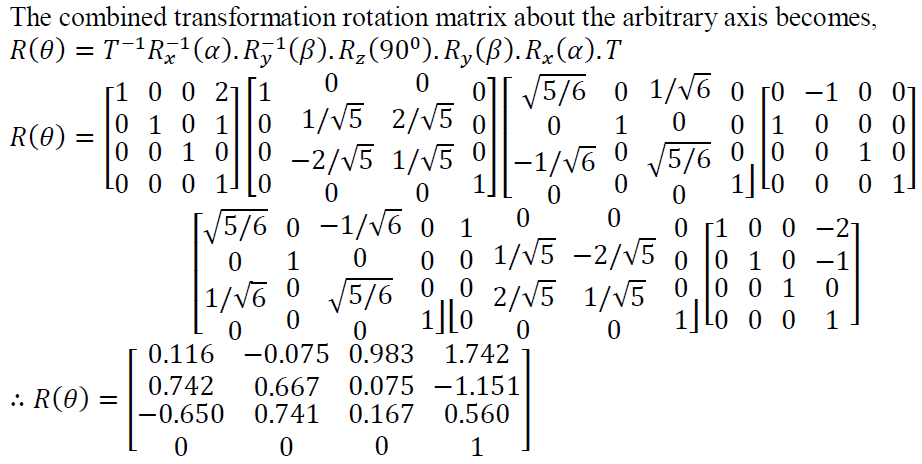 The combined transformation rotation matrix about the arbitrary axis becomes,
R(θ) = T⁻¹Rₓ⁻¹(α). R_y⁻¹(β). R_z(90⁰). R_y(β). Rₓ(α). T
R(θ) = [1 0 0 2; 0 1 0 1; 0 0 1 0; 0 0 0 1] [1 0 0 0; 0 1/√5 2/√5 0; 0 −2/√5 1/√5 0; 0 0 0 1] [√5/6 0 1/√6 0; 0 1 0 0; −1/√6 0 √5/6 0; 0 0 0 1] [0 −1 0 0; 1 0 0 0; 0 0 1 0; 0 0 0 1]
[√5/6 0 −1/√6 0; 0 1 0 0; 1/√6 0 √5/6 0; 0 0 0 1] [1 0 0 0; 0 1/√5 −2/√5 0; 0 2/√5 1/√5 0; 0 0 0 1] [1 0 0 −2; 0 1 0 −1; 0 0 1 0; 0 0 0 1]
∴ R(θ) = [0.116 −0.075 0.983 1.742; 0.742 0.667 0.075 −1.151; −0.650 0.741 0.167 0.560; 0 0 0 1]